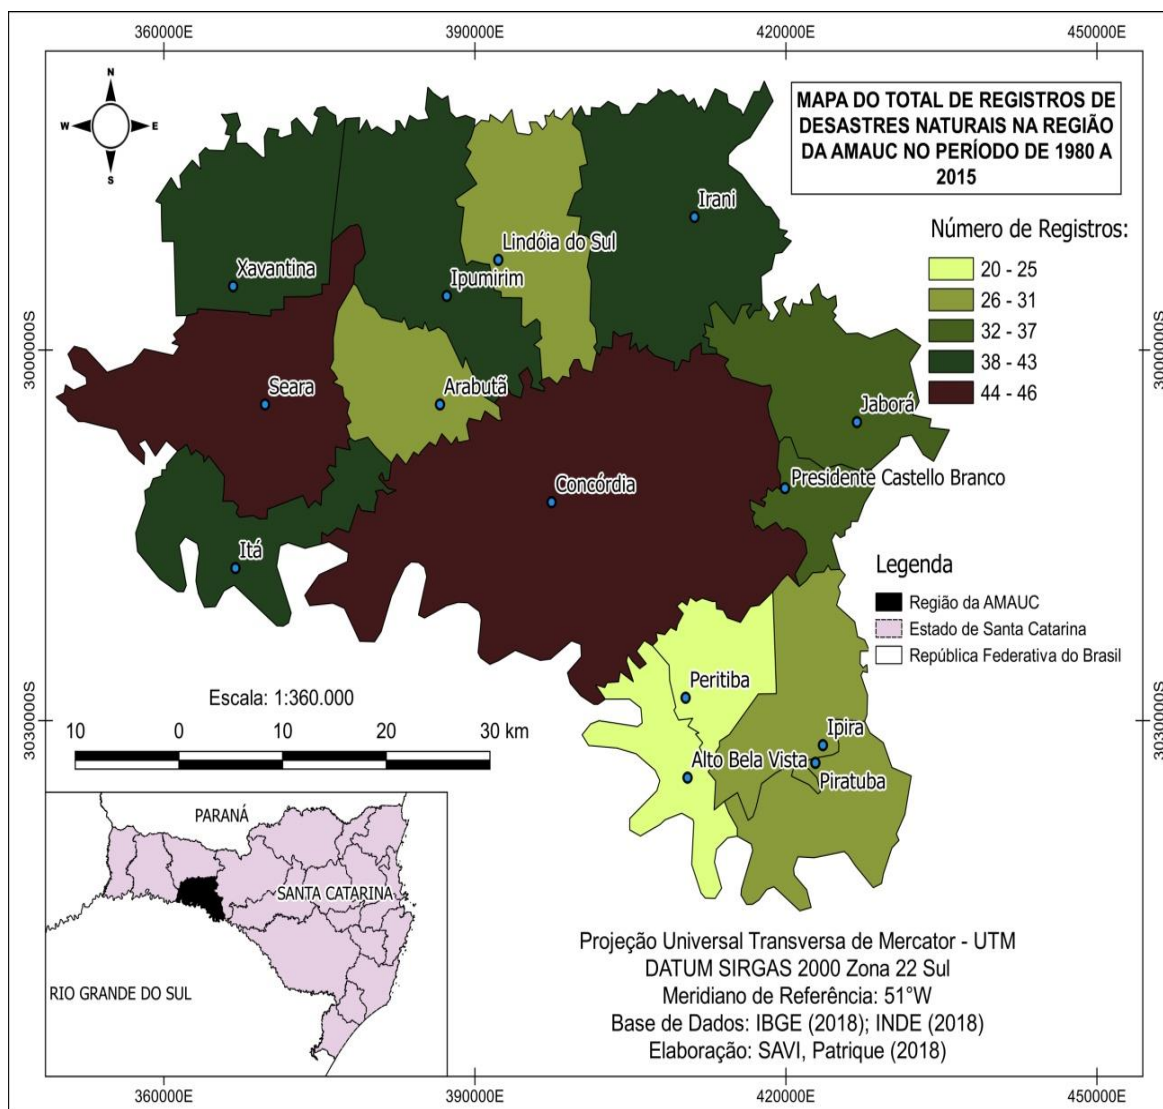 360000E
390000E
420000E
450000E
N
W
E
S
MAPA DO TOTAL DE REGISTROS DE
DESASTRES NATURAIS NA REGIÃO
DA AMAUC NO PERÍODO DE 1980 A
2015
Número de Registros:
20 - 25
26 - 31
32 - 37
38 - 43
44 - 46
Irani
Lindóia do Sul
Xavantina
Ipumirim
3000000S
3000000S
Seara
Arabutã
Jaborá
Concórdia
Presidente Castello Branco
Itá
Legenda
Região da AMAUC
Estado de Santa Catarina
República Federativa do Brasil
Peritiba
Escala: 1:360.000
10
0
10
20
30 km
3030000S
3030000S
Ipira
Alto Bela Vista
Piratuba
PARANÁ
SANTA CATARINA
RIO GRANDE DO SUL
Projeção Universal Transversa de Mercator - UTM
DATUM SIRGAS 2000 Zona 22 Sul
Meridiano de Referência: 51°W
Base de Dados: IBGE (2018); INDE (2018)
Elaboração: SAVI, Patrique (2018)
360000E
390000E
420000E
450000E